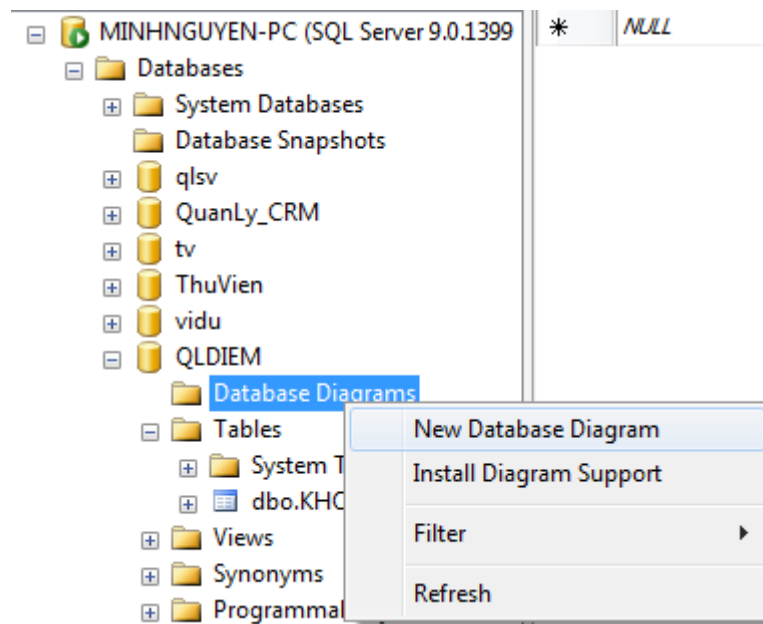 MINHNGUYEN-PC (SQL Server 9.0.1399
NULL
Databases
System Databases
Database Snapshots
qlsv
QuanLy_CRM
tv
ThuVien
vidu
QLDIEM
Database Diagrams
Tables
System T
dbo.KHO
Views
Synonyms
Programmal
New Database Diagram
Install Diagram Support
Filter
Refresh